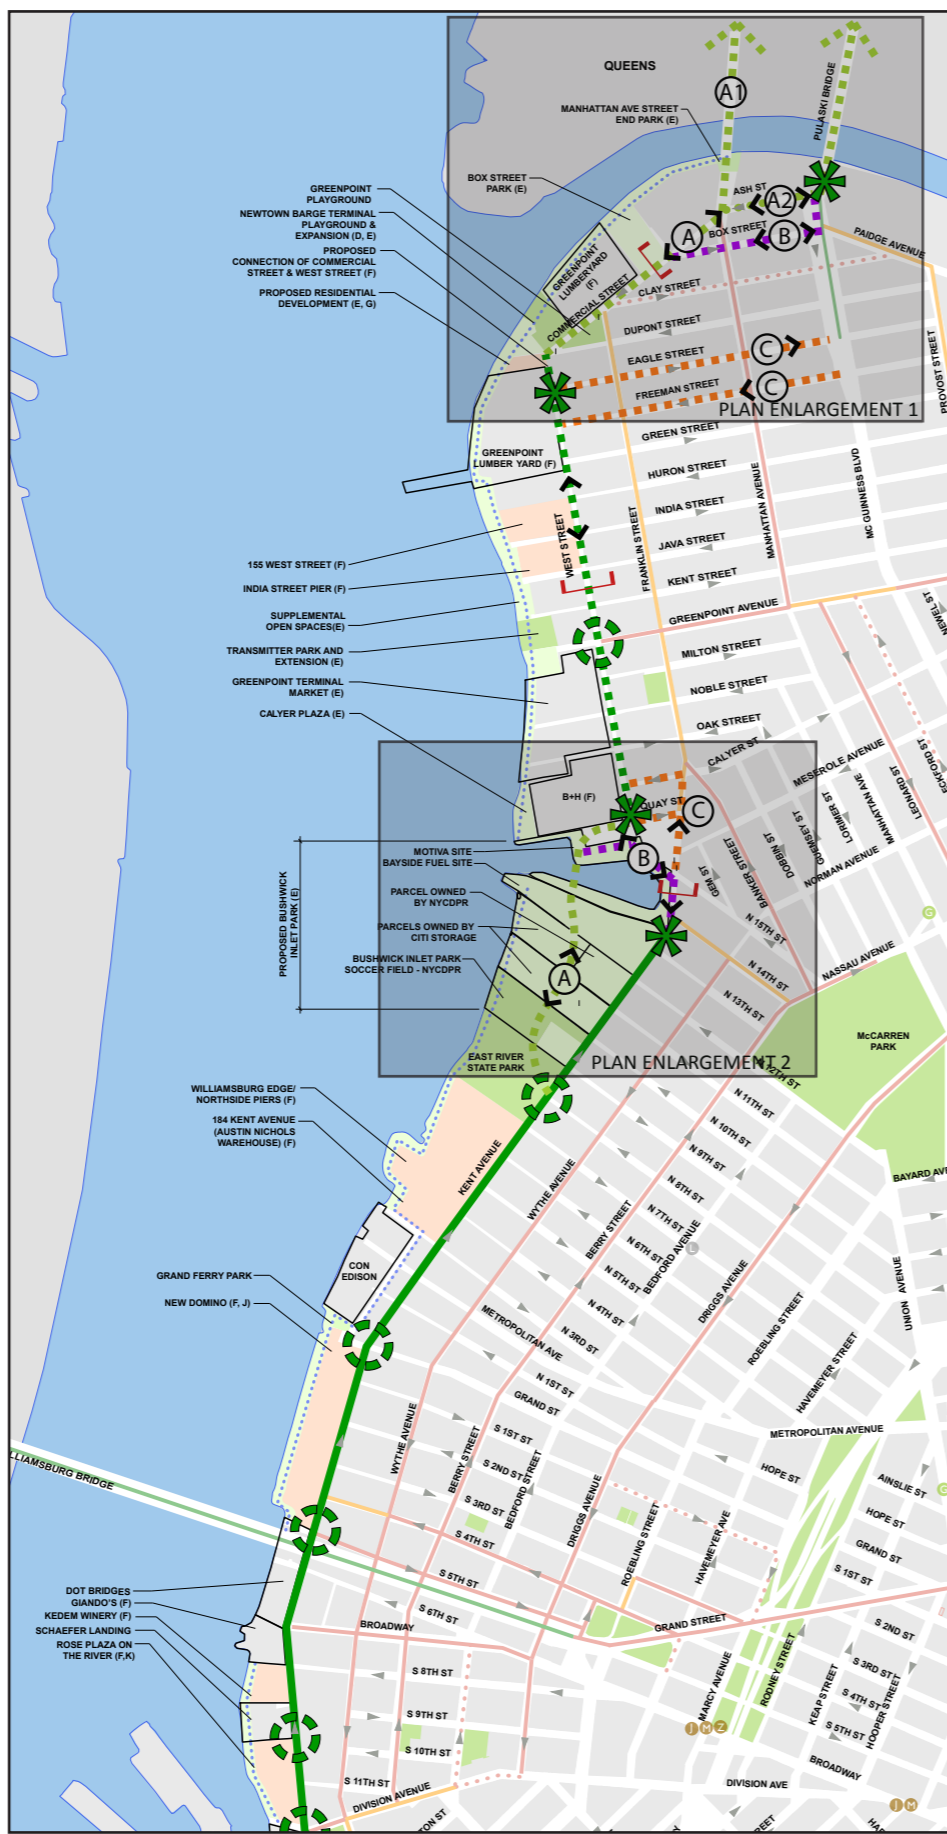 QUEENS
A1
PULASKI BRIDGE
MANHATTAN AVE STREET
END PARK (E)
BOX STREET
PARK (E)
ASH ST
A2
BOX STREET
A
B
PAIDGE AVENUE
GREENPOINT
PLAYGROUND
NEWTOWN BARGE TERMINAL
PLAYGROUND &
EXPANSION (D, E)
PROPOSED
CONNECTION OF COMMERCIAL
STREET & WEST STREET (F)
PROPOSED RESIDENTIAL
DEVELOPMENT (E, G)
GREENPOINT
LUMBERYARD
(F)
COMMERCIAL STREET
CLAY STREET
DUPONT STREET
EAGLE STREET
C
FREEMAN STREET
C
PROVOST STREET
PLAN ENLARGEMENT 1
GREEN STREET
GREENPOINT
LUMBER YARD (F)
HURON STREET
INDIA STREET
JAVA STREET
KENT STREET
WEST STREET
FRANKLIN STREET
MANHATTAN AVENUE
MC GUINNESS BLVD
155 WEST STREET (F)
INDIA STREET PIER (F)
SUPPLEMENTAL
OPEN SPACES(E)
TRANSMITTER PARK AND
EXTENSION (E)
GREENPOINT TERMINAL
MARKET (E)
CALYER PLAZA (E)
GREENPOINT AVENUE
NEWEL ST
MILTON STREET
NOBLE STREET
OAK STREET
CALYER ST
MESEROLE AVENUE
ECKFORD ST
LEONARD ST
MANHATTAN AVE
LORIMER ST
GUEMSEY ST
DOBBIN ST
BANKER STREET
GEM ST
NORMAN AVENUE
B+H (F)
QUAY ST
C
B
MOTIVA SITE
BAYSIDE FUEL SITE
PARCEL OWNED
BY NYCDPR
PARCELS OWNED BY
CITI STORAGE
BUSHWICK INLET PARK
SOCCER FIELD - NYCDPR
PROPOSED BUSHWICK
INLET PARK (E)
A
EAST RIVER
STATE PARK
PLAN ENLARGEMENT 2
N 15TH ST
N 14TH ST
N 13TH ST
N 12TH ST
NASSAU AVENUE
G
McCARREN
PARK
WILLIAMSBURG EDGE/
NORTHSIDE PIERS (F)
184 KENT AVENUE
(AUSTIN NICHOLS
WAREHOUSE) (F)
KENT AVENUE
WYTHE AVENUE
BERRY STREET
BEDFORD AVENUE
L
DRIGGS AVENUE
N 11TH ST
N 10TH ST
N 9TH ST
N 8TH ST
N 7TH ST
N 6TH ST
N 5TH ST
N 4TH ST
N 3RD ST
METROPOLITAN AVE
N 1ST ST
GRAND ST
BAYARD AVE
UNION AVENUE
ROEBLING STREET
HAVEMEYER STREET
CON
EDISON
GRAND FERRY PARK
NEW DOMINO (F, J)
WYTHE AVENUE
BERRY STREET
BEDFORD STREET
DRIGGS AVENUE
ROEBLING STREET
HAVEMEYER AVE
S 1ST ST
S 2ND ST
S 3RD ST
S 4TH ST
S 5TH ST
S 6TH ST
METROPOLITAN AVENUE
HOPE ST
AINSLIE ST
G
HOPE ST
GRAND ST
S 1ST ST
S 2ND ST
S 3RD ST
S 4TH ST
S 5TH ST
LLIAMSBURG BRIDGE
DOT BRIDGES
GIANDO'S (F)
KEDEM WINERY (F)
SCHAEFER LANDING
ROSE PLAZA ON
THE RIVER (F,K)
BROADWAY
GRAND STREET
S 8TH ST
S 9TH ST
S 10TH ST
S 11TH ST
DIVISION AVENUE
MARCY AVENUE
RODNEY STREET
KEAP STREET
HOOPER STREET
J M Z
BROADWAY
DIVISION AVE
J M